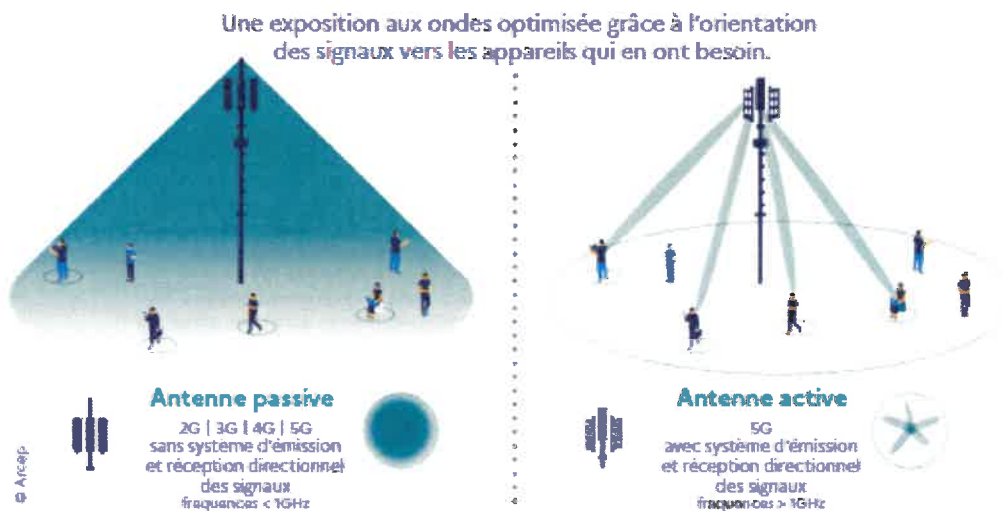 Une exposition aux ondes optimisée grâce à l'orientation
des signaux vers les appareils qui en ont besoin.
Antenne passive
2G | 3G | 4G | 5G
sans système d'émission
et réception directionnel
des signaux
frequences < 1GHz
© Arcep
Antenne active
5G
avec système d'émission
et réception directionnel
des signaux
frequences > 1GHz